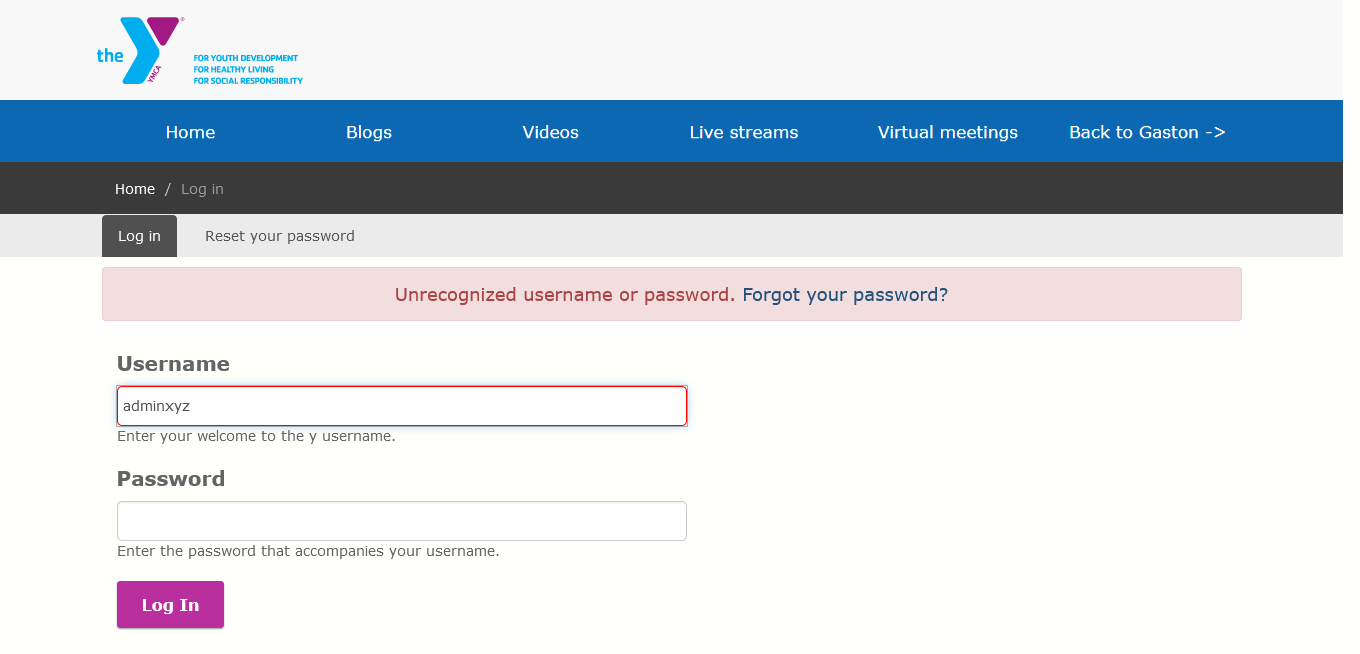 the
YMCA
®
FOR YOUTH DEVELOPMENT
FOR HEALTHY LIVING
FOR SOCIAL RESPONSIBILITY
Home Blogs Videos Live streams Virtual meetings Back to Gaston ->
Home / Log in
Log in Reset your password
Unrecognized username or password. Forgot your password?
Username
adminxyz
Enter your welcome to the y username.
Password
Enter the password that accompanies your username.
Log In